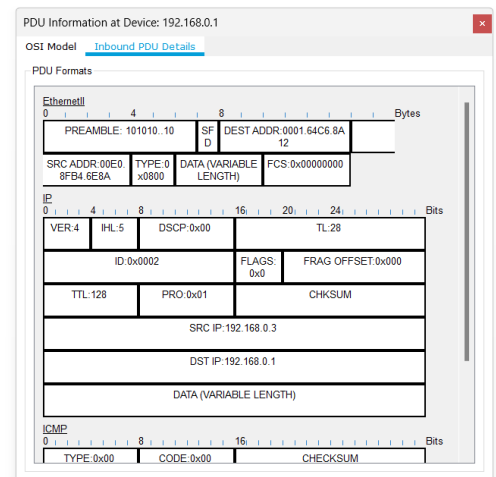 PDU Information at Device: 192.168.0.1
×
OSI Model Inbound PDU Details
PDU Formats
EthernetII
0 4 8 Bytes
PREAMBLE: 101010..10
SF
D
DEST ADDR:0001.64C6.8A
12
SRC ADDR:00E0.
8FB4.6E8A
TYPE:0
x0800
DATA (VARIABLE
LENGTH)
FCS:0x00000000
IP
0 4 8 16 20 24 Bits
VER:4 IHL:5 DSCP:0x00 TL:28
ID:0x0002
FLAGS:
0x0
FRAG OFFSET:0x000
TTL:128 PRO:0x01 CHKSUM
SRC IP:192.168.0.3
DST IP:192.168.0.1
DATA (VARIABLE LENGTH)
ICMP
0 8 16 Bits
TYPE:0x00 CODE:0x00 CHECKSUM